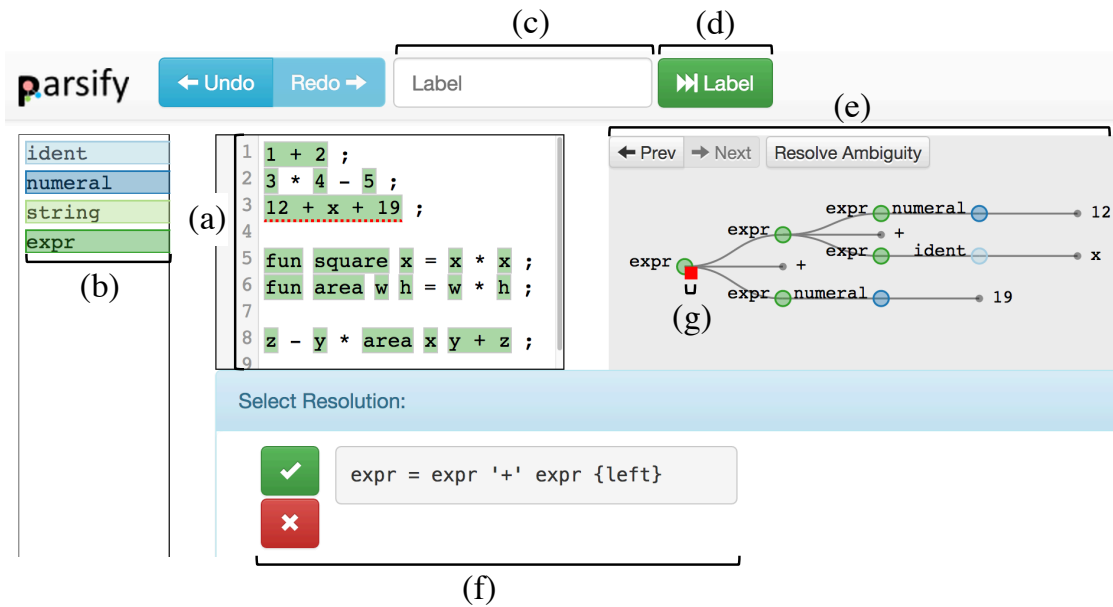 (c)
(d)
parsify
Undo
Redo
Label
Label
(e)
ident
numeral
string
expr
(b)
(a)
1 1 + 2 ;
2 3 * 4 - 5 ;
3 12 + x + 19 ;
4
5 fun square x = x * x ;
6 fun area w h = w * h ;
7
8 z - y * area x y + z ;
9
Prev
Next
Resolve Ambiguity
expr numeral 12
expr +
expr ident x
expr +
expr numeral 19
(g)
Select Resolution:
expr = expr '+' expr {left}
(f)